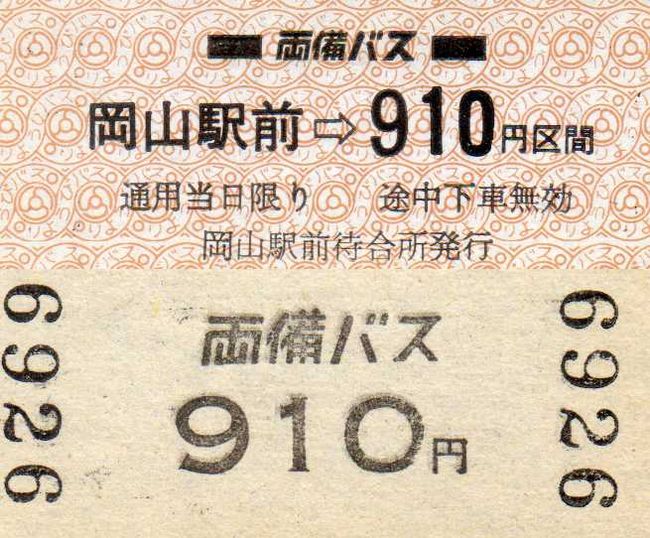 両備バス
岡山駅前⇨910円区間
通用当日限り 途中下車無効
岡山駅前待合所発行
両備バス
910円
6926
6926